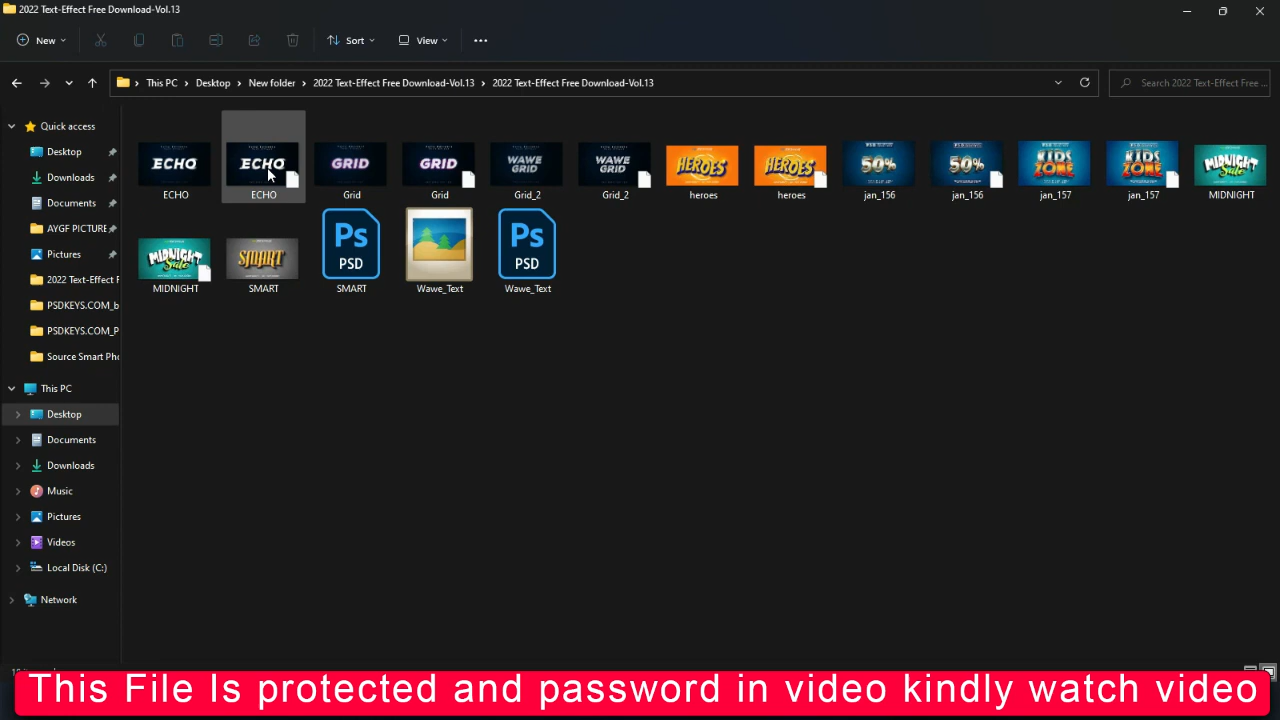 2022 Text-Effect Free Download-Vol.13
New
Sort
View
This PC > Desktop > New folder > 2022 Text-Effect Free Download-Vol.13 > 2022 Text-Effect Free Download-Vol.13
Search 2022 Text-Effect Free ...
Quick access
Desktop
Downloads
Documents
AYGF PICTURE
Pictures
2022 Text-Effect F
PSDKEYS.COM_b
PSDKEYS.COM_P
Source Smart Pho
This PC
Desktop
Documents
Downloads
Music
Pictures
Videos
Local Disk (C:)
Network
ECHO
ECHO
GRID
GRID
WAWE GRID
WAWE GRID
HEROES
HEROES
50%
50%
KIDS ZONE
KIDS ZONE
MIDNIGHT Sale
ECHO
ECHO
Grid
Grid
Grid_2
Grid_2
heroes
heroes
jan_156
jan_156
jan_157
jan_157
MIDNIGHT
MIDNIGHT Sale
SMART
Ps
PSD
Ps
PSD
MIDNIGHT
SMART
SMART
Wawe_Text
Wawe_Text
This File Is protected and password in video kindly watch video